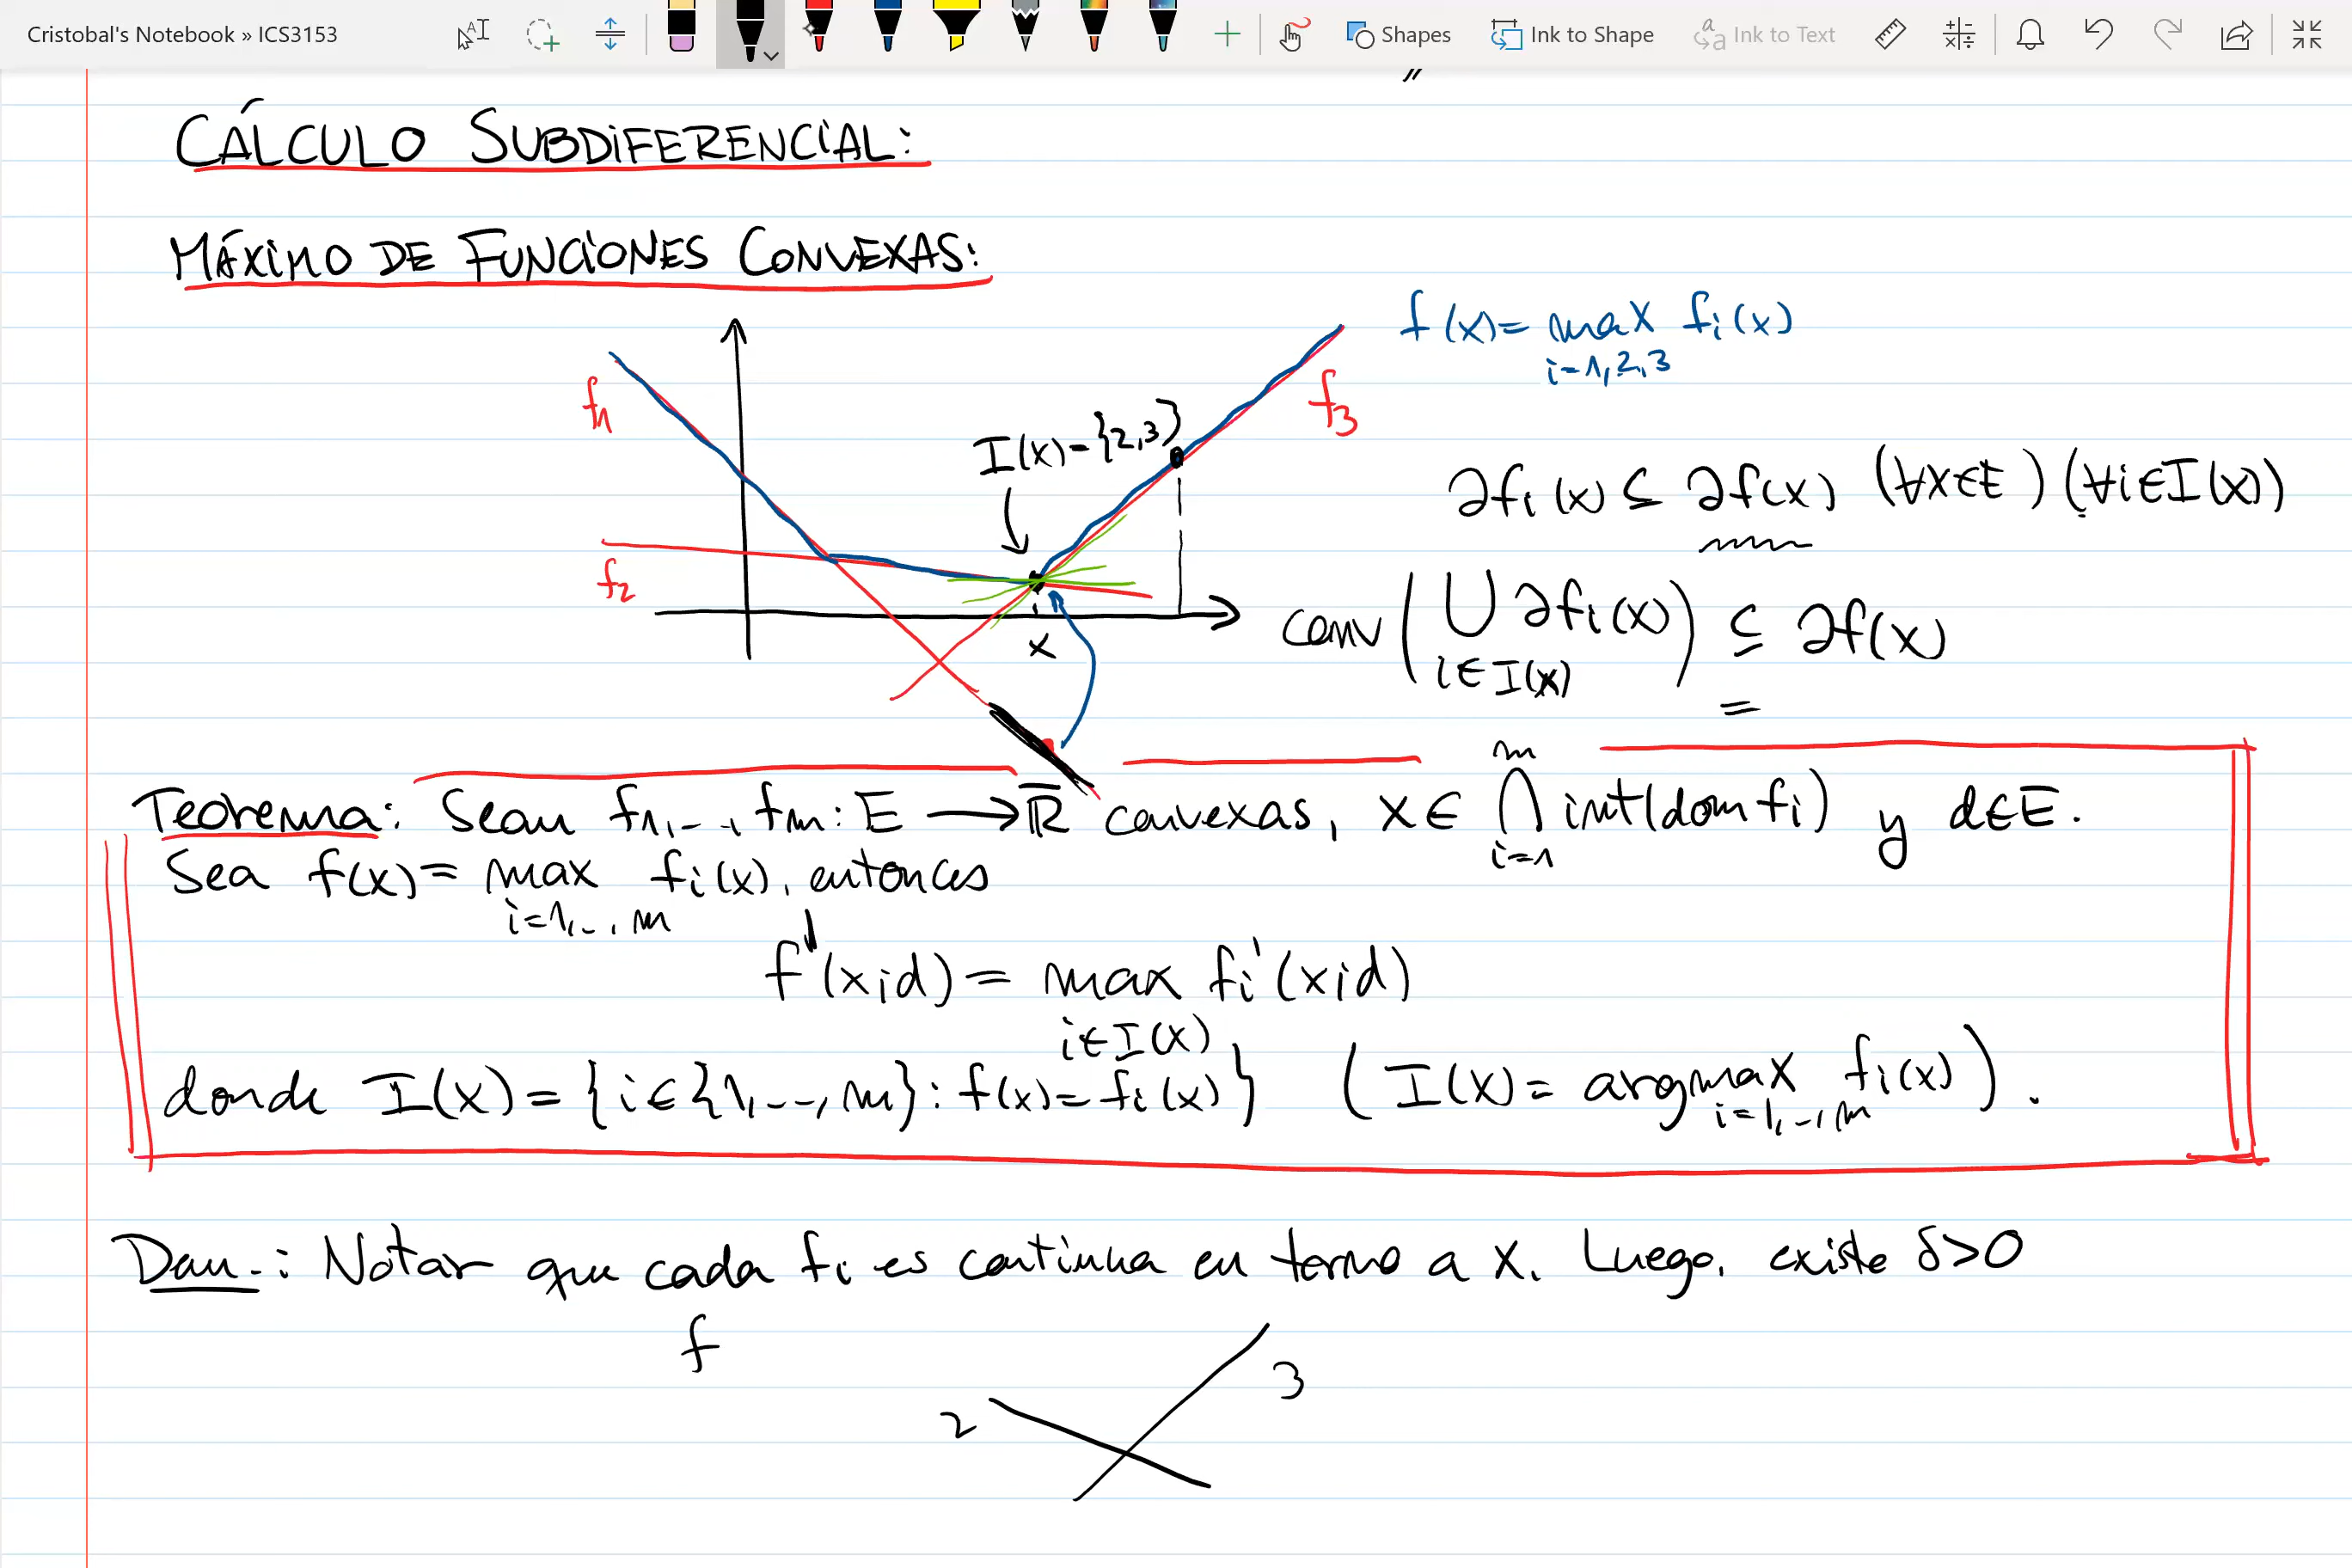 Cristobal's Notebook » ICS3153
Shapes
Ink to Shape
Ink to Text
CÁLCULO SUBDIFERENCIAL:
MÁXIMO DE FUNCIONES CONVEXAS:
f(x) = max fi(x)
i=1,2,3
f1
f3
I(x)={2,3}
∂fi(x) ⊆ ∂f(x) (∀x∈E) (∀i∈I(x))
f2
x
conv(⋃ ∂fi(x)) ⊆ ∂f(x)
i∈I(x)
=
m
Teorema: Sean f1,..,fm: E → R̅ convexas, x∈ ⋂ int(dom fi) y d∈E.
i=1
Sea f(x)= max fi(x), entonces
i=1,..,m
f'(x;d) = max fi'(x;d)
i∈I(x)
donde I(x)={i∈{1,..,m}: f(x)=fi(x)} (I(x)= argmax fi(x)).
i=1,..,m
Dem.: Notar que cada fi es continua en torno a x. Luego, existe δ>0
f
3
2